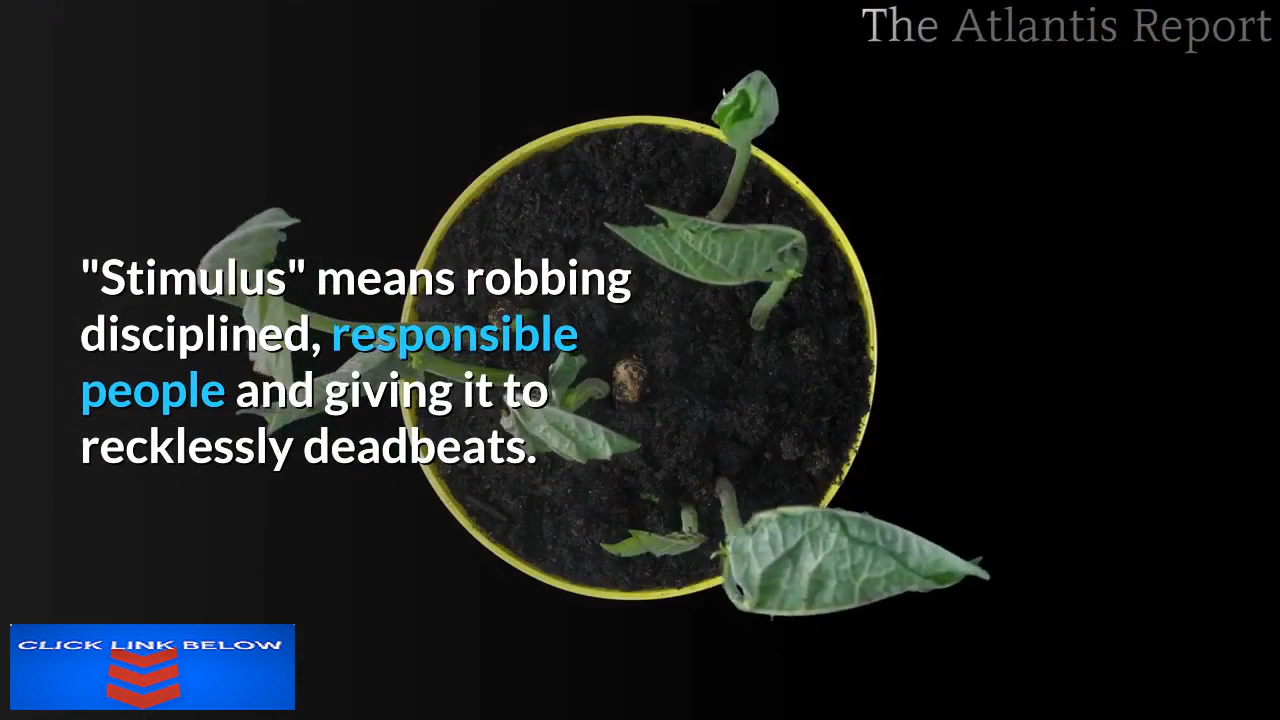 The Atlantis Report
"Stimulus" means robbing
disciplined, responsible
people and giving it to
recklessly deadbeats.
CLICK LINK BELOW